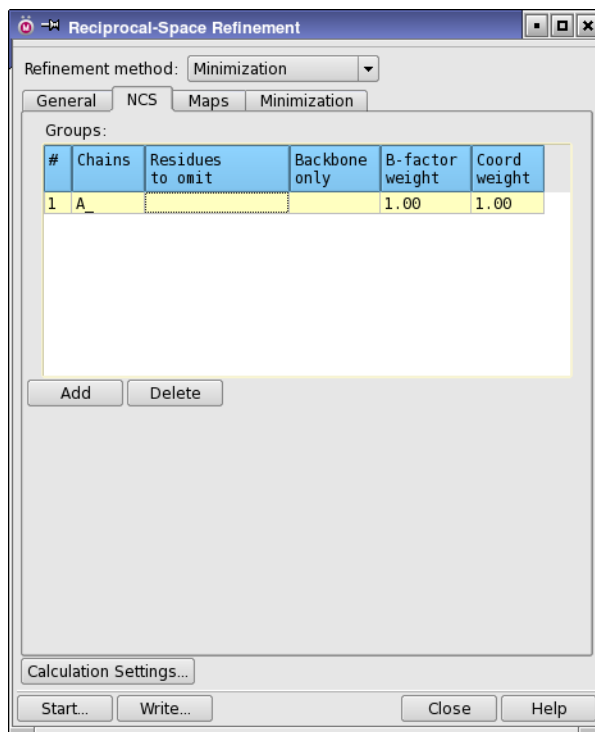 Reciprocal-Space Refinement
Refinement method: Minimization
General NCS Maps Minimization
Groups:
# Chains Residues to omit Backbone only B-factor weight Coord weight
1 A_ 1.00 1.00
Add Delete
Calculation Settings...
Start... Write... Close Help